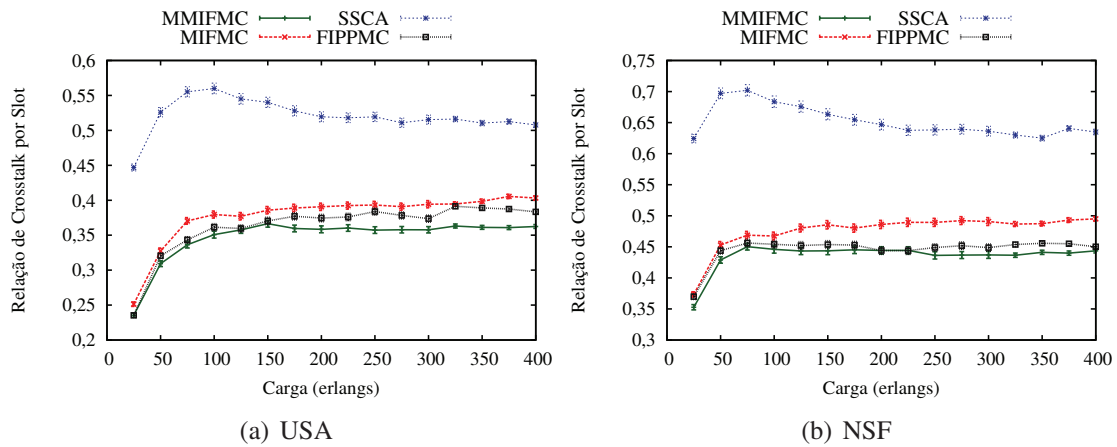 MMIFMC
MIFMC
SSCA
FIPPMC
0,6
0,55
0,5
0,45
0,4
0,35
0,3
0,25
0,2
Relação de Crosstalk por Slot
0 50 100 150 200 250 300 350 400
Carga (erlangs)
(a) USA
MMIFMC
MIFMC
SSCA
FIPPMC
0,75
0,7
0,65
0,6
0,55
0,5
0,45
0,4
0,35
0,3
Relação de Crosstalk por Slot
0 50 100 150 200 250 300 350 400
Carga (erlangs)
(b) NSF